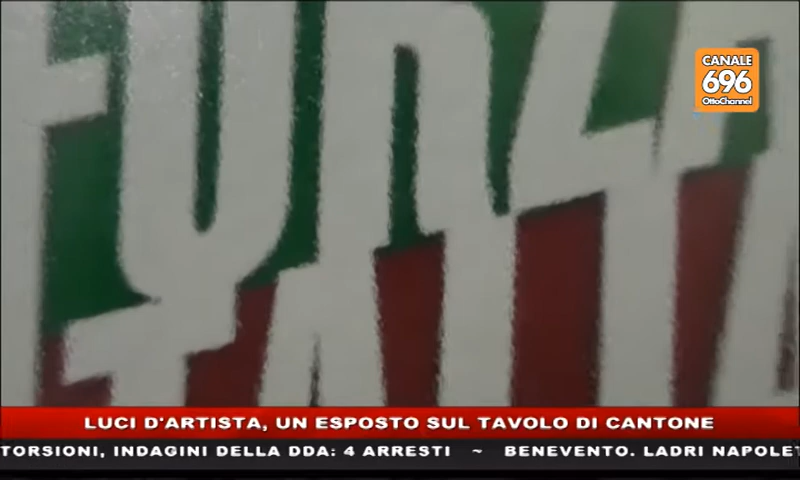 CANALE
696
OttoChannel
LUCI D'ARTISTA, UN ESPOSTO SUL TAVOLO DI CANTONE
TORSIONI, INDAGINI DELLA DDA: 4 ARRESTI ~ BENEVENTO. LADRI NAPOLET